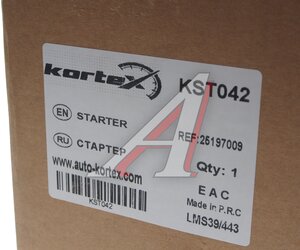 kortex
KST042
EN STARTER
REF:25197009
RU СТАРТЕР
Qty: 1
www.auto-kortex.com
EAC
Made in P.R.C
KST042
LMS39/443